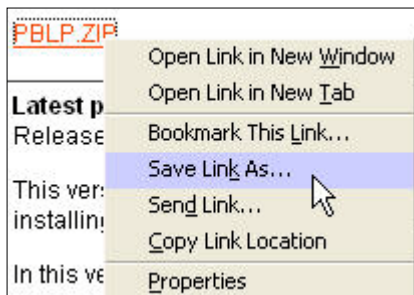 PBLP.ZIP
Open Link in New Window
Open Link in New Tab
Latest p
Release
Bookmark This Link...
Save Link As...
This ver
Send Link...
installin
Copy Link Location
In this ve
Properties